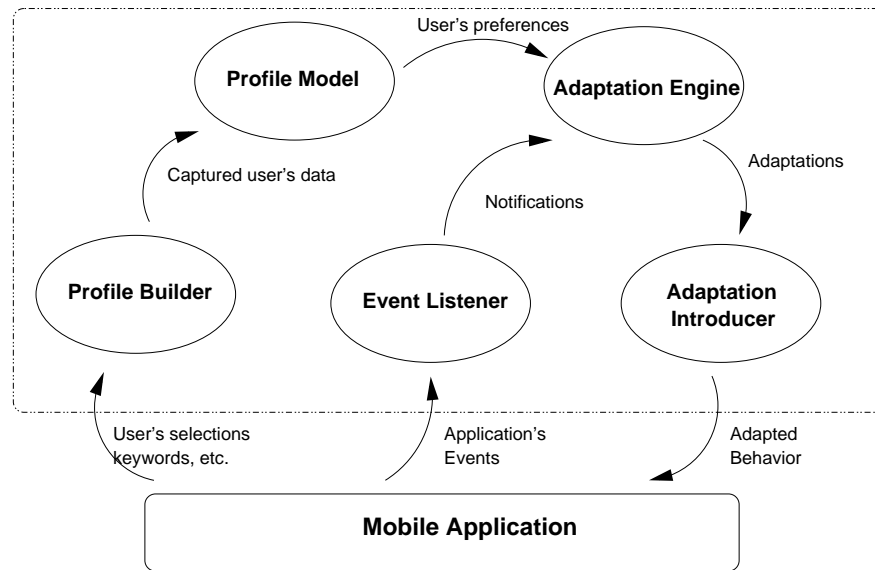 User's preferences
Profile Model
Adaptation Engine
Captured user's data
Adaptations
Notifications
Profile Builder
Event Listener
Adaptation
Introducer
User's selections
keywords, etc.
Application's
Events
Adapted
Behavior
Mobile Application